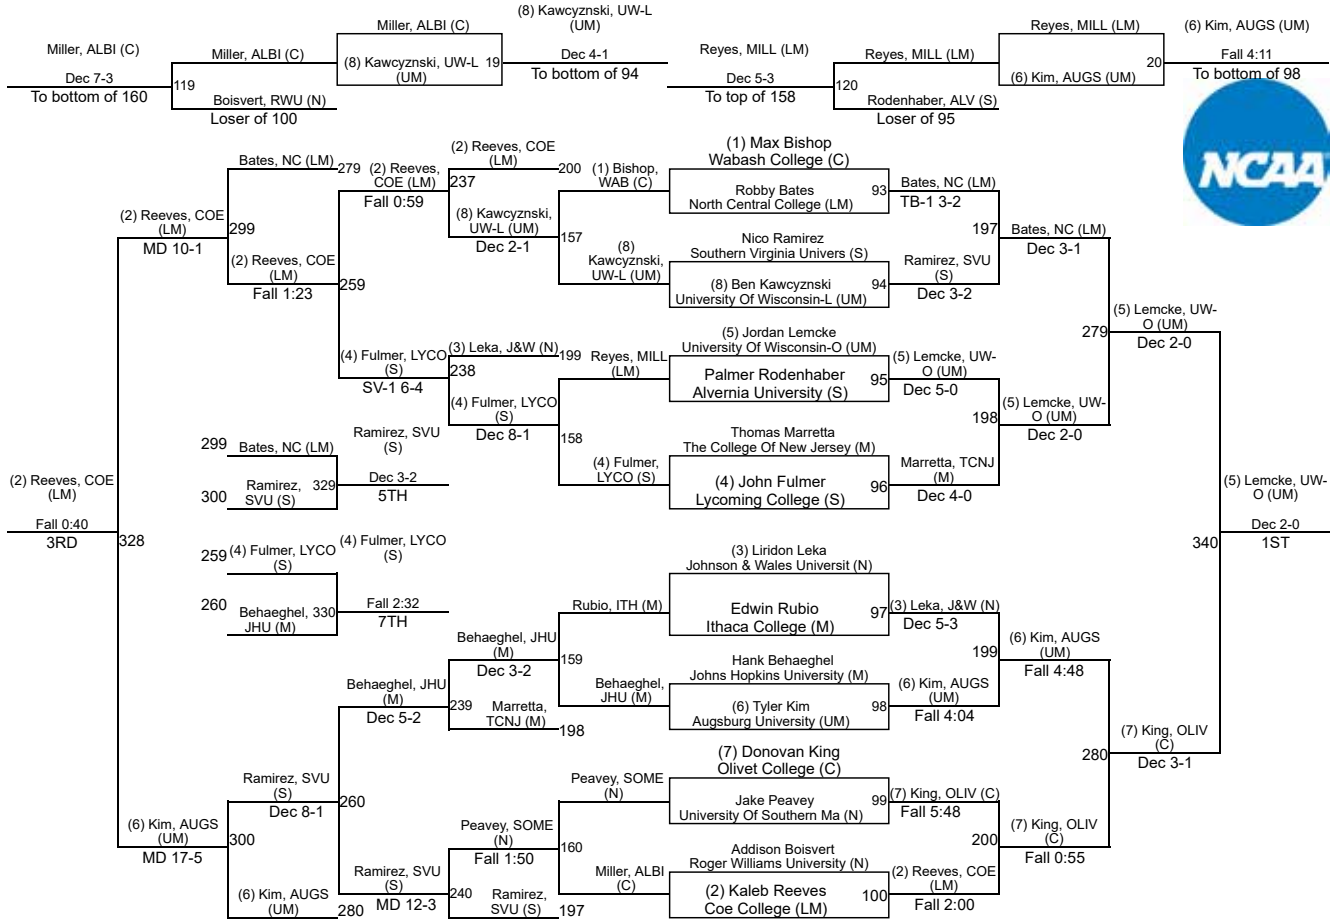 Miller, ALBI (C)
Dec 7-3
To bottom of 160
Miller, ALBI (C)
119
Boisvert, RWU (N)
Loser of 100
Miller, ALBI (C)
(8) Kawcyznski, UW-L
(UM)
19
(8) Kawcyznski, UW-L
(UM)
Dec 4-1
To bottom of 94
Reyes, MILL (LM)
Dec 5-3
To top of 158
Reyes, MILL (LM)
120
Rodenhaber, ALV (S)
Loser of 95
Reyes, MILL (LM)
20
(6) Kim, AUGS (UM)
(6) Kim, AUGS (UM)
Fall 4:11
To bottom of 98
NCAA
(2) Reeves, COE
(LM)
Fall 0:40
3RD
328
(2) Reeves, COE
(LM)
MD 10-1
Bates, NC (LM)
279
299
(2) Reeves, COE
(LM)
Fall 1:23
(2) Reeves,
COE (LM)
Fall 0:59
259
(4) Fulmer, LYCO
(S)
SV-1 6-4
(2) Reeves, COE
(LM)
200
237
(8) Kawcyznski,
UW-L (UM)
Dec 2-1
(3) Leka, J&W (N)
199
238
(4) Fulmer, LYCO
(S)
Dec 8-1
(1) Bishop,
WAB (C)
157
(8)
Kawcyznski,
UW-L (UM)
Reyes, MILL
(LM)
158
(4) Fulmer,
LYCO (S)
(1) Max Bishop
Wabash College (C)
Robby Bates
North Central College (LM)
93
Nico Ramirez
Southern Virginia Univers (S)
(8) Ben Kawcyznski
University Of Wisconsin-L (UM)
94
(5) Jordan Lemcke
University Of Wisconsin-O (UM)
Palmer Rodenhaber
Alvernia University (S)
95
Thomas Marretta
The College Of New Jersey (M)
(4) John Fulmer
Lycoming College (S)
96
Bates, NC (LM)
TB-1 3-2
197
Ramirez, SVU
(S)
Dec 3-2
(5) Lemcke, UW-
O (UM)
Dec 5-0
198
Marretta, TCNJ
(M)
Dec 4-0
Bates, NC (LM)
Dec 3-1
279
(5) Lemcke, UW-
O (UM)
Dec 2-0
(5) Lemcke, UW-
O (UM)
Dec 2-0
340
(5) Lemcke, UW-
O (UM)
Dec 2-0
1ST
299
Bates, NC (LM)
300
Ramirez,
SVU (S)
329
Ramirez, SVU
(S)
Dec 3-2
5TH
259
(4) Fulmer, LYCO
(S)
260
Behaeghel,
JHU (M)
330
(4) Fulmer, LYCO
(S)
Fall 2:32
7TH
(6) Kim, AUGS
(UM)
MD 17-5
Ramirez, SVU
(S)
Dec 8-1
300
(6) Kim, AUGS
(UM)
280
Behaeghel, JHU
(M)
Dec 5-2
260
Ramirez, SVU
(S)
MD 12-3
Behaeghel, JHU
(M)
Dec 3-2
239
Marretta,
TCNJ (M)
198
Peavey, SOME
(N)
Fall 1:50
240
Ramirez,
SVU (S)
197
Rubio, ITH (M)
159
Behaeghel,
JHU (M)
Peavey, SOME
(N)
160
Miller, ALBI
(C)
(3) Liridon Leka
Johnson & Wales Universit (N)
Edwin Rubio
Ithaca College (M)
97
Hank Behaeghel
Johns Hopkins University (M)
(6) Tyler Kim
Augsburg University (UM)
98
(7) Donovan King
Olivet College (C)
Jake Peavey
University Of Southern Ma (N)
99
Addison Boisvert
Roger Williams University (N)
(2) Kaleb Reeves
Coe College (LM)
100
(3) Leka, J&W (N)
Dec 5-3
199
(6) Kim, AUGS
(UM)
Fall 4:04
(7) King, OLIV (C)
Fall 5:48
200
(2) Reeves, COE
(LM)
Fall 2:00
(6) Kim, AUGS
(UM)
Fall 4:48
280
(7) King, OLIV
(C)
Fall 0:55
(7) King, OLIV
(C)
Dec 3-1